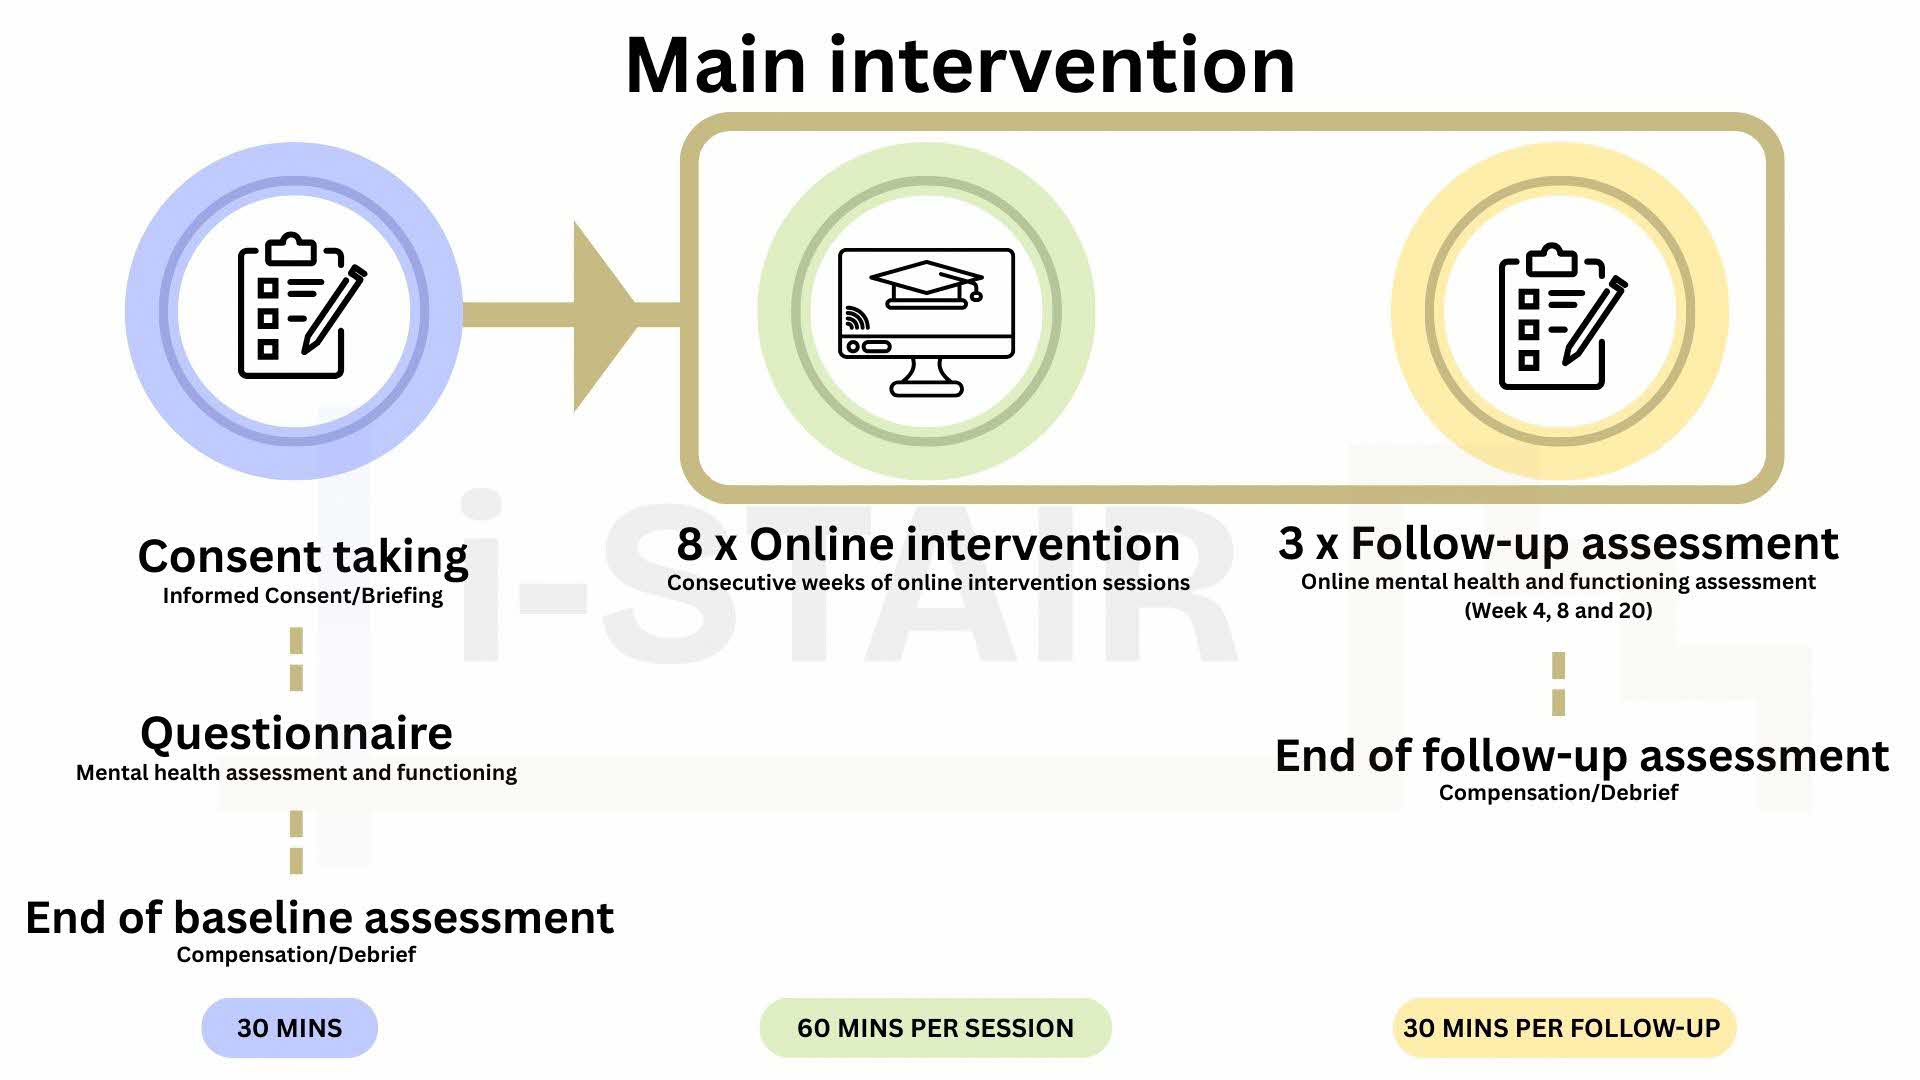 Main intervention
i-STAIR
Consent taking
Informed Consent/Briefing
Questionnaire
Mental health assessment and functioning
End of baseline assessment
Compensation/Debrief
30 MINS
8 x Online intervention
Consecutive weeks of online intervention sessions
60 MINS PER SESSION
3 x Follow-up assessment
Online mental health and functioning assessment
(Week 4, 8 and 20)
End of follow-up assessment
Compensation/Debrief
30 MINS PER FOLLOW-UP